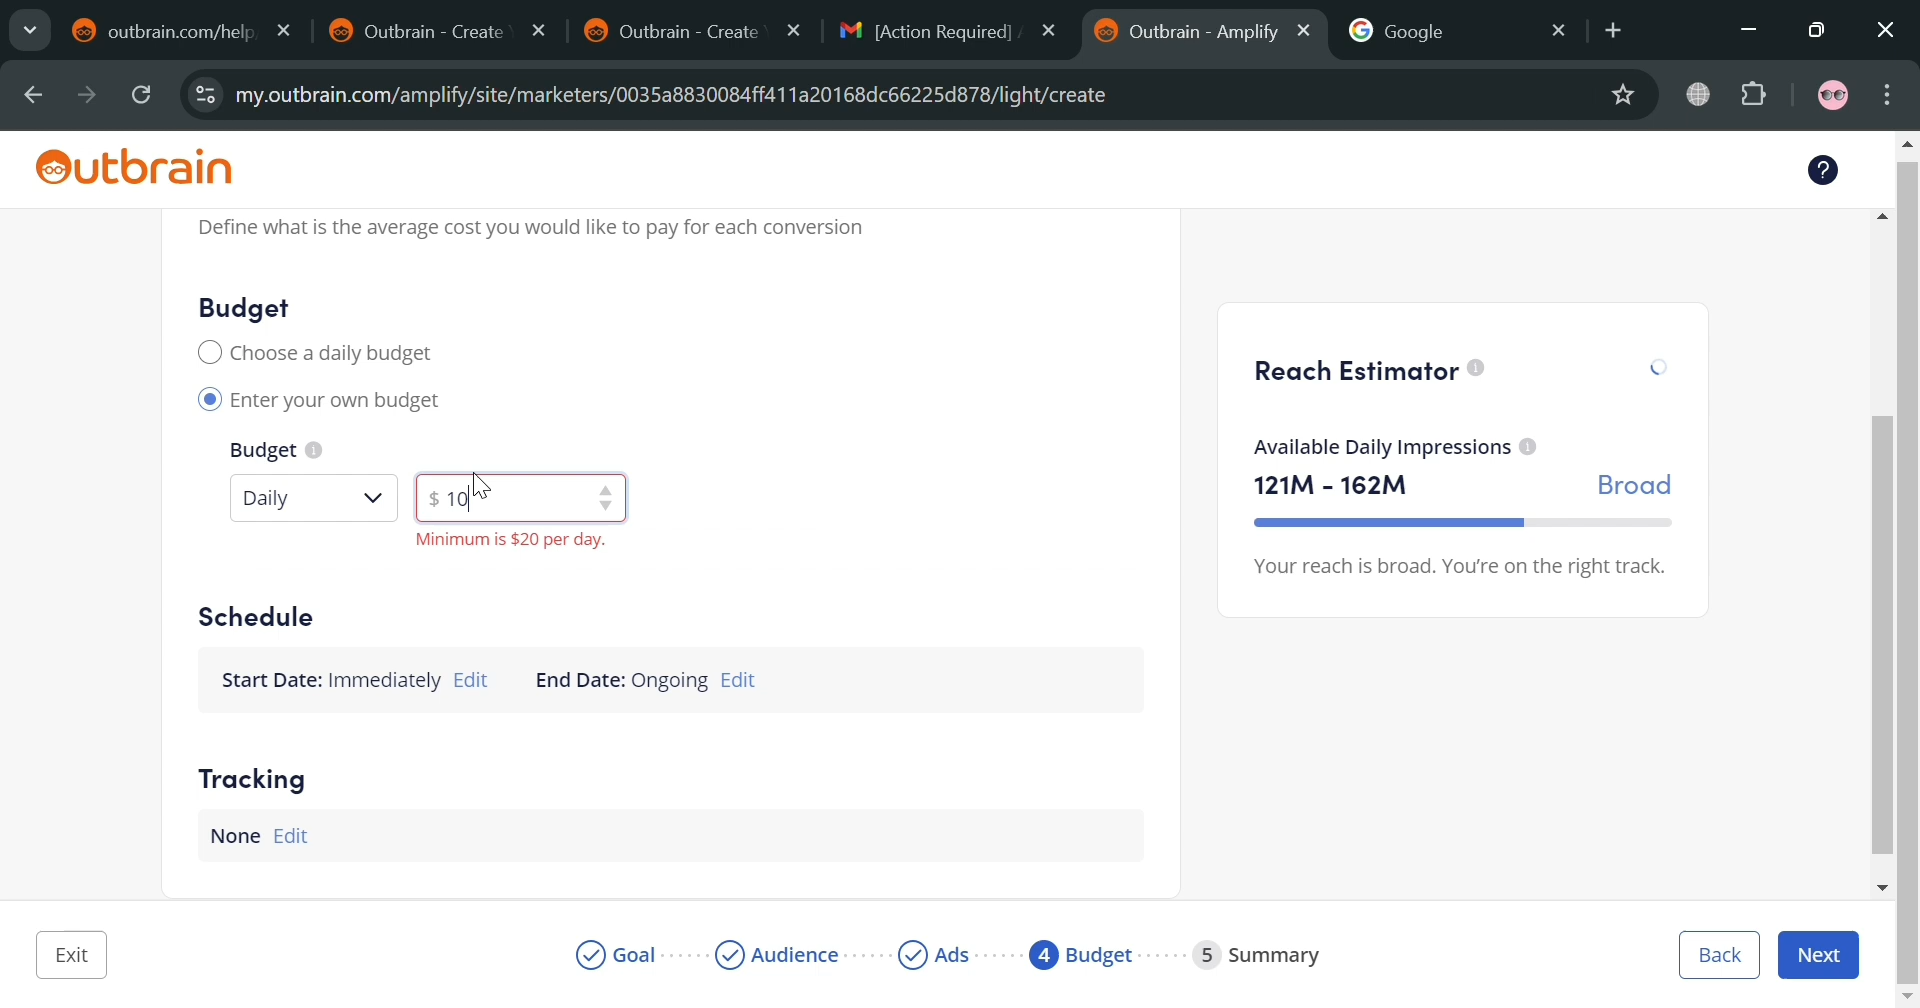 outbrain.com/help
Outbrain - Create
Outbrain - Create
[Action Required]
Outbrain - Amplify
Google
my.outbrain.com/amplify/site/marketers/0035a8830084ff411a20168dc66225d878/light/create
Outbrain
?
Define what is the average cost you would like to pay for each conversion
Budget
Choose a daily budget
Enter your own budget
Budget
Daily
$ 10
Minimum is $20 per day.
Schedule
Start Date: Immediately Edit End Date: Ongoing Edit
Tracking
None Edit
Reach Estimator
Available Daily Impressions
121M - 162M Broad
Your reach is broad. You're on the right track.
Exit
Goal
Audience
Ads
4 Budget
5 Summary
Back
Next